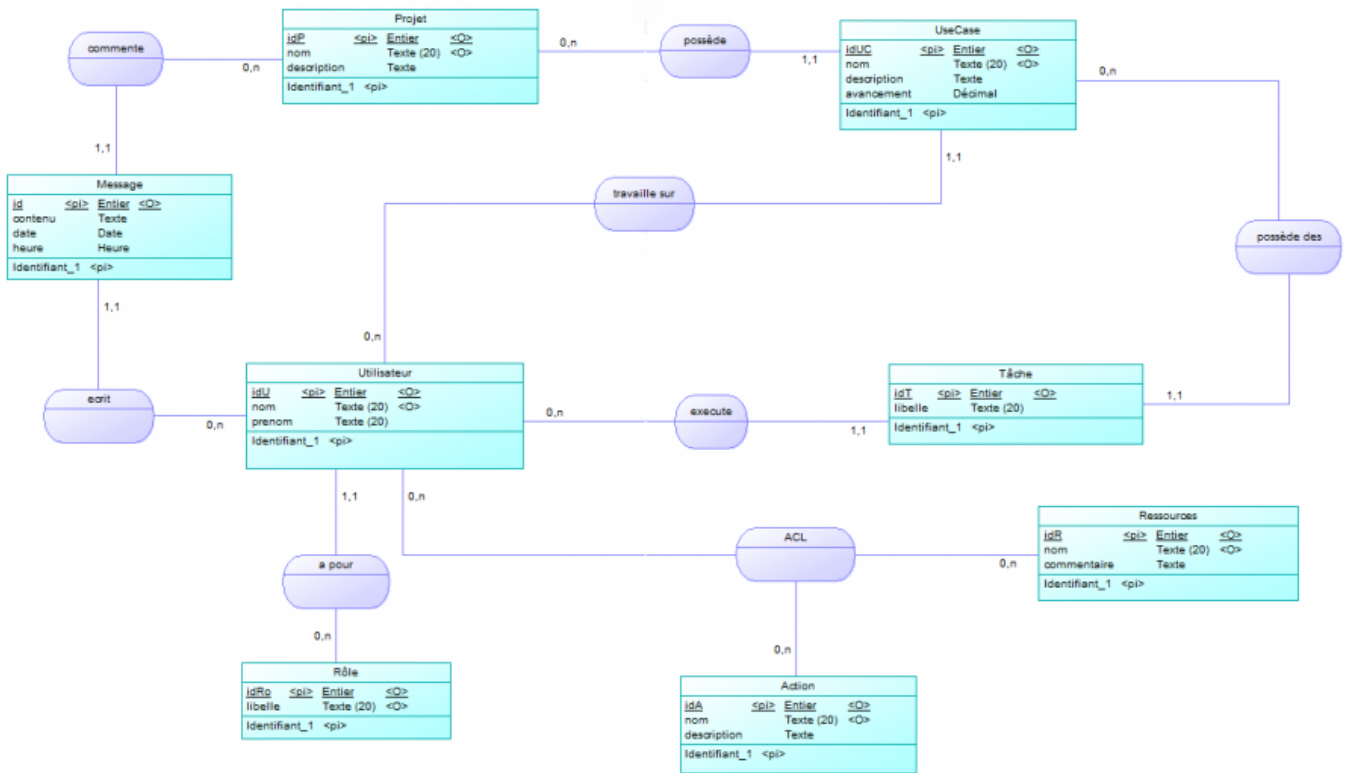 Projet
idP <pi> Entier <O>
nom Texte (20) <O>
description Texte
Identifiant_1 <pi>
commente
0,n
1,1
possède
0,n
1,1
UseCase
idUC <pi> Entier <O>
nom Texte (20) <O>
description Texte
avancement Décimal
Identifiant_1 <pi>
0,n
1,1
Message
id <pi> Entier <O>
contenu Texte
date Date
heure Heure
Identifiant_1 <pi>
1,1
travaille sur
0,n
possède des
1,1
ecrit
0,n
Utilisateur
idU <pi> Entier <O>
nom Texte (20) <O>
prenom Texte (20)
Identifiant_1 <pi>
0,n
execute
1,1
Tâche
idT <pi> Entier <O>
libelle Texte (20)
Identifiant_1 <pi>
1,1
0,n
a pour
0,n
ACL
0,n
0,n
Ressources
idR <pi> Entier <O>
nom Texte (20) <O>
commentaire Texte
Identifiant_1 <pi>
Rôle
idRo <pi> Entier <O>
libelle Texte (20) <O>
Identifiant_1 <pi>
Action
idA <pi> Entier <O>
nom Texte (20) <O>
description Texte
Identifiant_1 <pi>